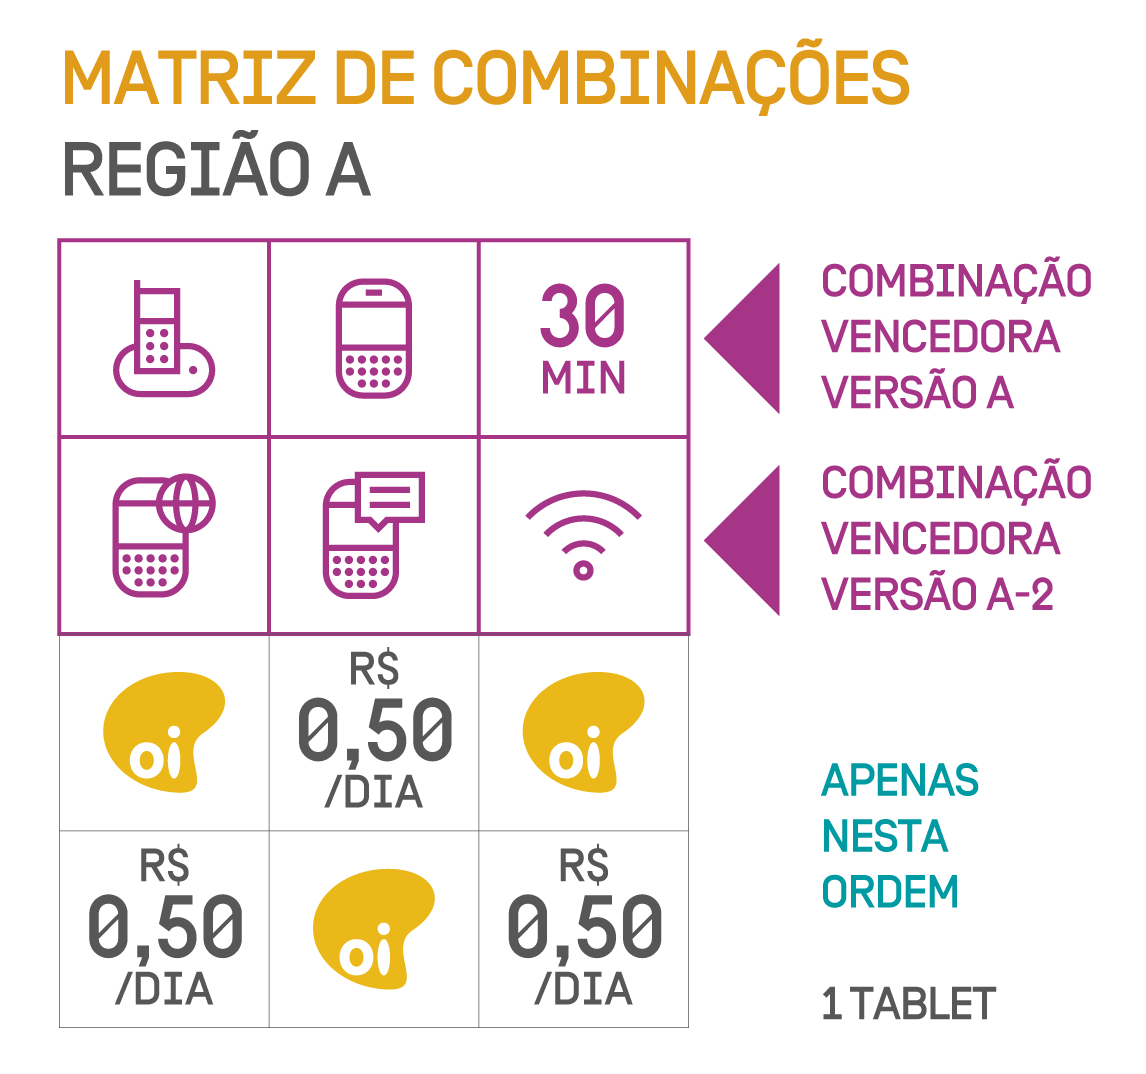 MATRIZ DE COMBINAÇÕES
REGIÃO A
30
MIN
COMBINAÇÃO
VENCEDORA
VERSÃO A
COMBINAÇÃO
VENCEDORA
VERSÃO A-2
oi
R$
0,50
/DIA
oi
R$
0,50
/DIA
oi
R$
0,50
/DIA
APENAS
NESTA
ORDEM
1 TABLET